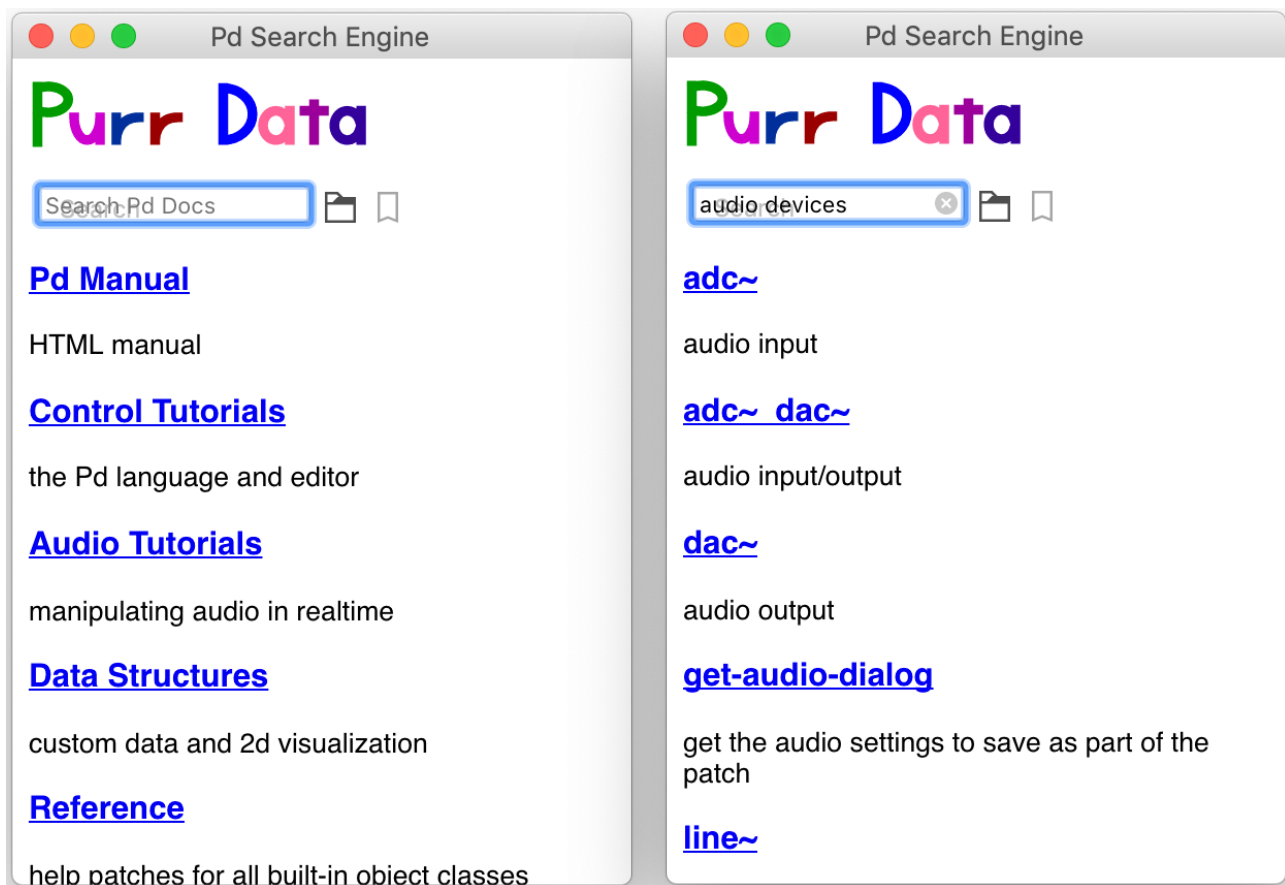 Pd Search Engine
Purr Data
Search Pd Docs
Search
Pd Manual
HTML manual
Control Tutorials
the Pd language and editor
Audio Tutorials
manipulating audio in realtime
Data Structures
custom data and 2d visualization
Reference
help patches for all built-in object classes
Pd Search Engine
Purr Data
audio devices
Search
adc~
audio input
adc~ dac~
audio input/output
dac~
audio output
get-audio-dialog
get the audio settings to save as part of the
patch
line~